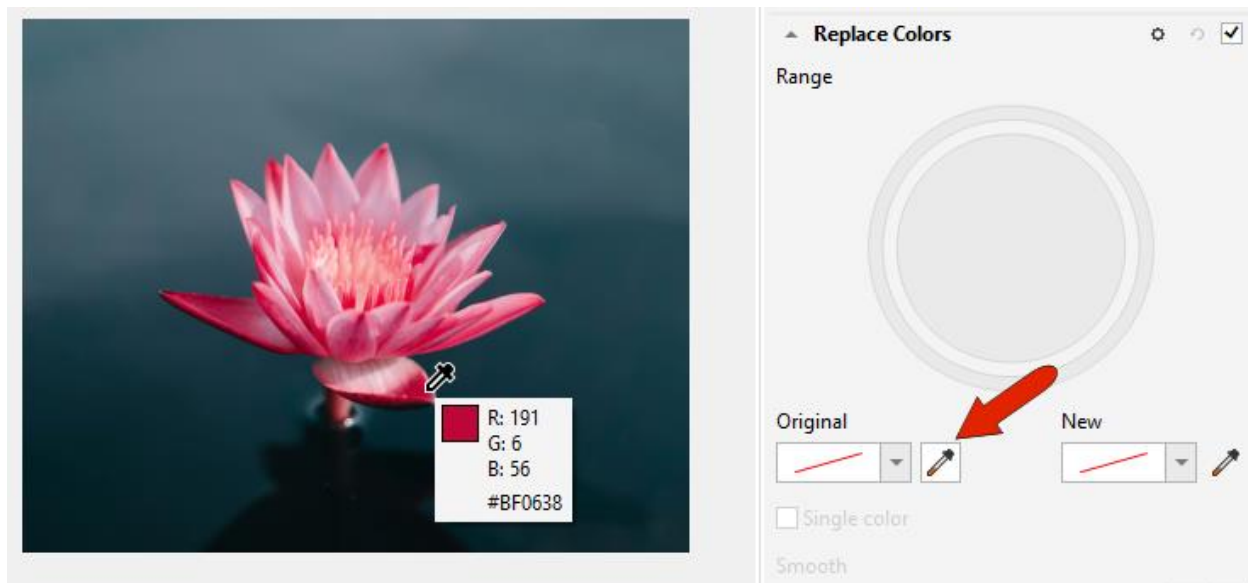 Replace Colors
Range
R: 191
G: 6
B: 56
#BF0638
Original
New
Single color
Smooth